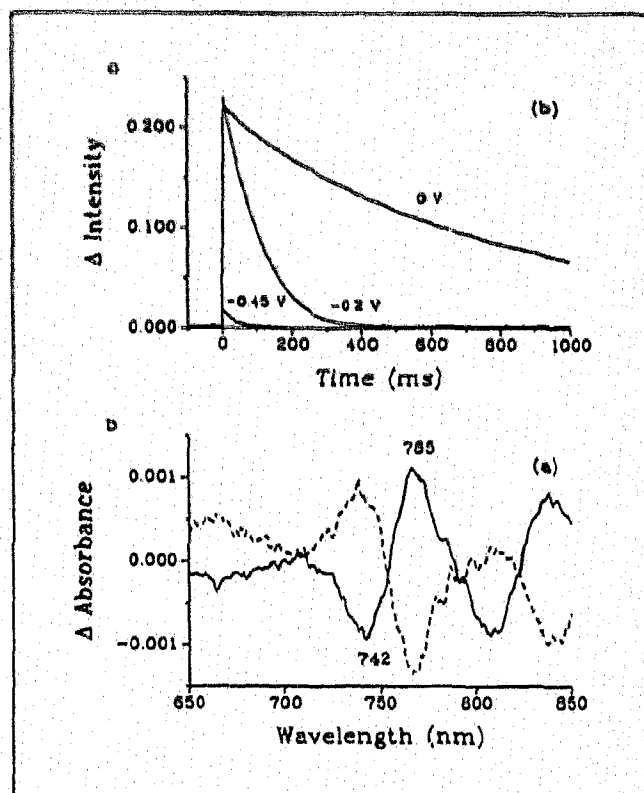 a
(b)
0.200
Δ Intensity
0 V
0.100
-0.45 V
-0.2 V
0.000
0 200 400 600 800 1000
Time (ms)
b
765
(a)
0.001
Δ Absorbance
0.000
-0.001
742
650 700 750 800 850
Wavelength (nm)